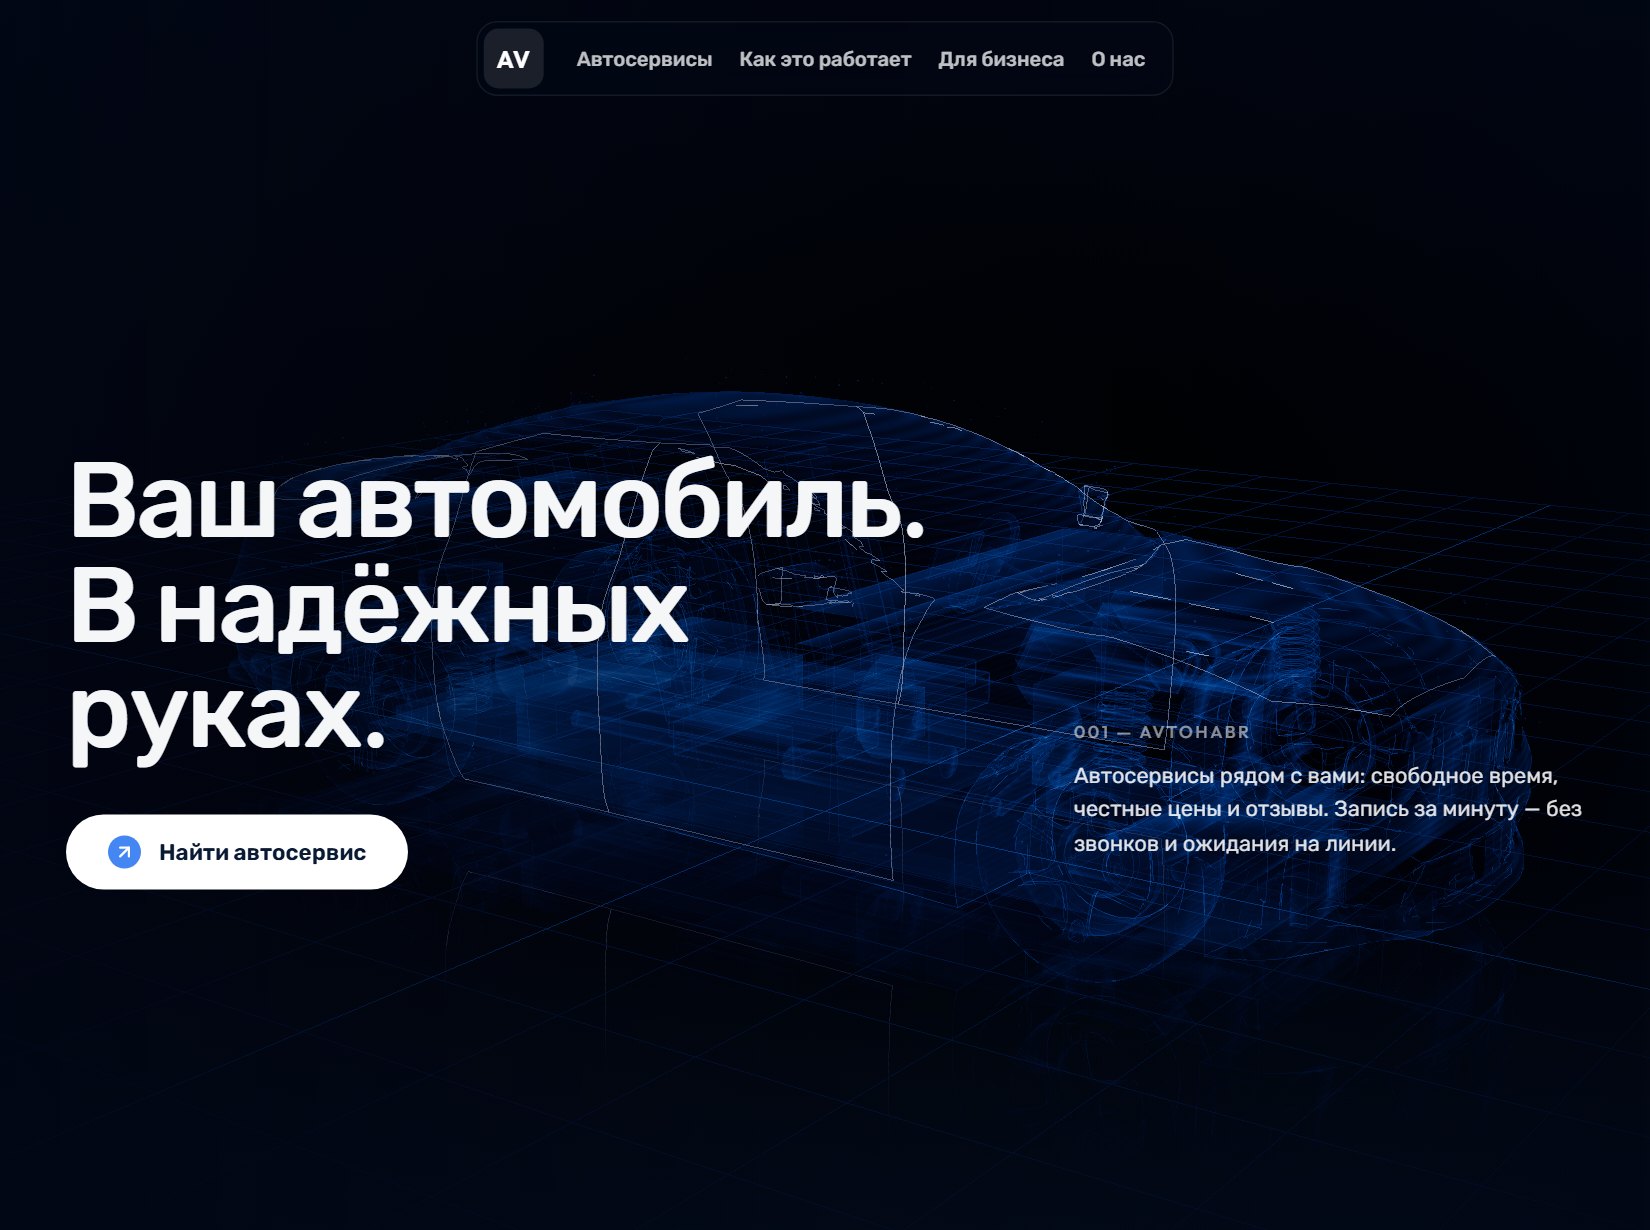 AV
Автосервисы
Как это работает
Для бизнеса
О нас
Ваш автомобиль.
В надёжных
руках.
Найти автосервис
001 — AVTOHABR
Автосервисы рядом с вами: свободное время,
честные цены и отзывы. Запись за минуту — без
звонков и ожидания на линии.